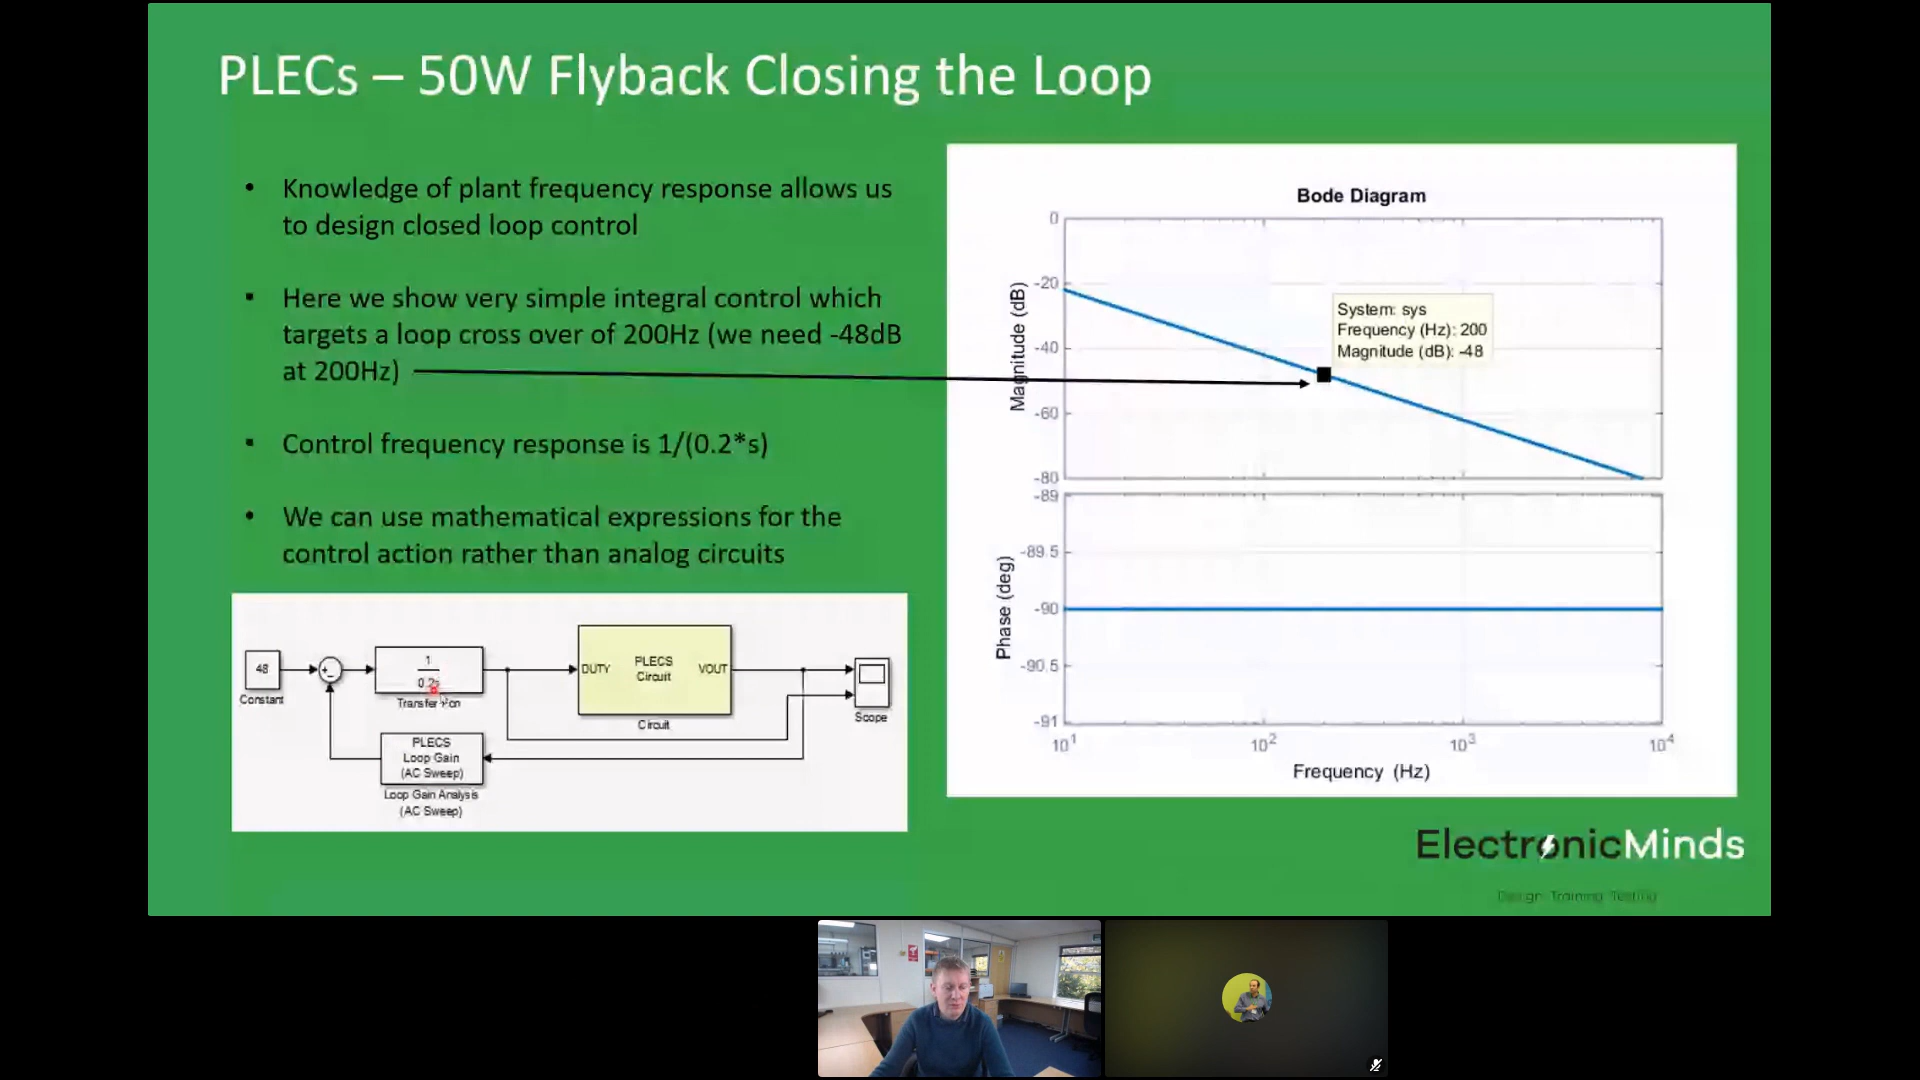 PLECs – 50W Flyback Closing the Loop
• Knowledge of plant frequency response allows us
to design closed loop control
• Here we show very simple integral control which
targets a loop cross over of 200Hz (we need -48dB
at 200Hz)
• Control frequency response is 1/(0.2*s)
• We can use mathematical expressions for the
control action rather than analog circuits
48
Constant
+
-
1
DUTY
PLECS
Circuit
VOUT
Circuit
Scope
PLECS
Loop Gain
(AC Sweep)
Loop Gain Analysis
(AC Sweep)
Bode Diagram
Magnitude (dB)
0
-20
-40
-60
-80
System: sys
Frequency (Hz): 200
Magnitude (dB): -48
Phase (deg)
-89
-89.5
-90
-90.5
-91
10¹
10²
10³
10⁴
Frequency (Hz)
ElectronicMinds
Design Training Testing